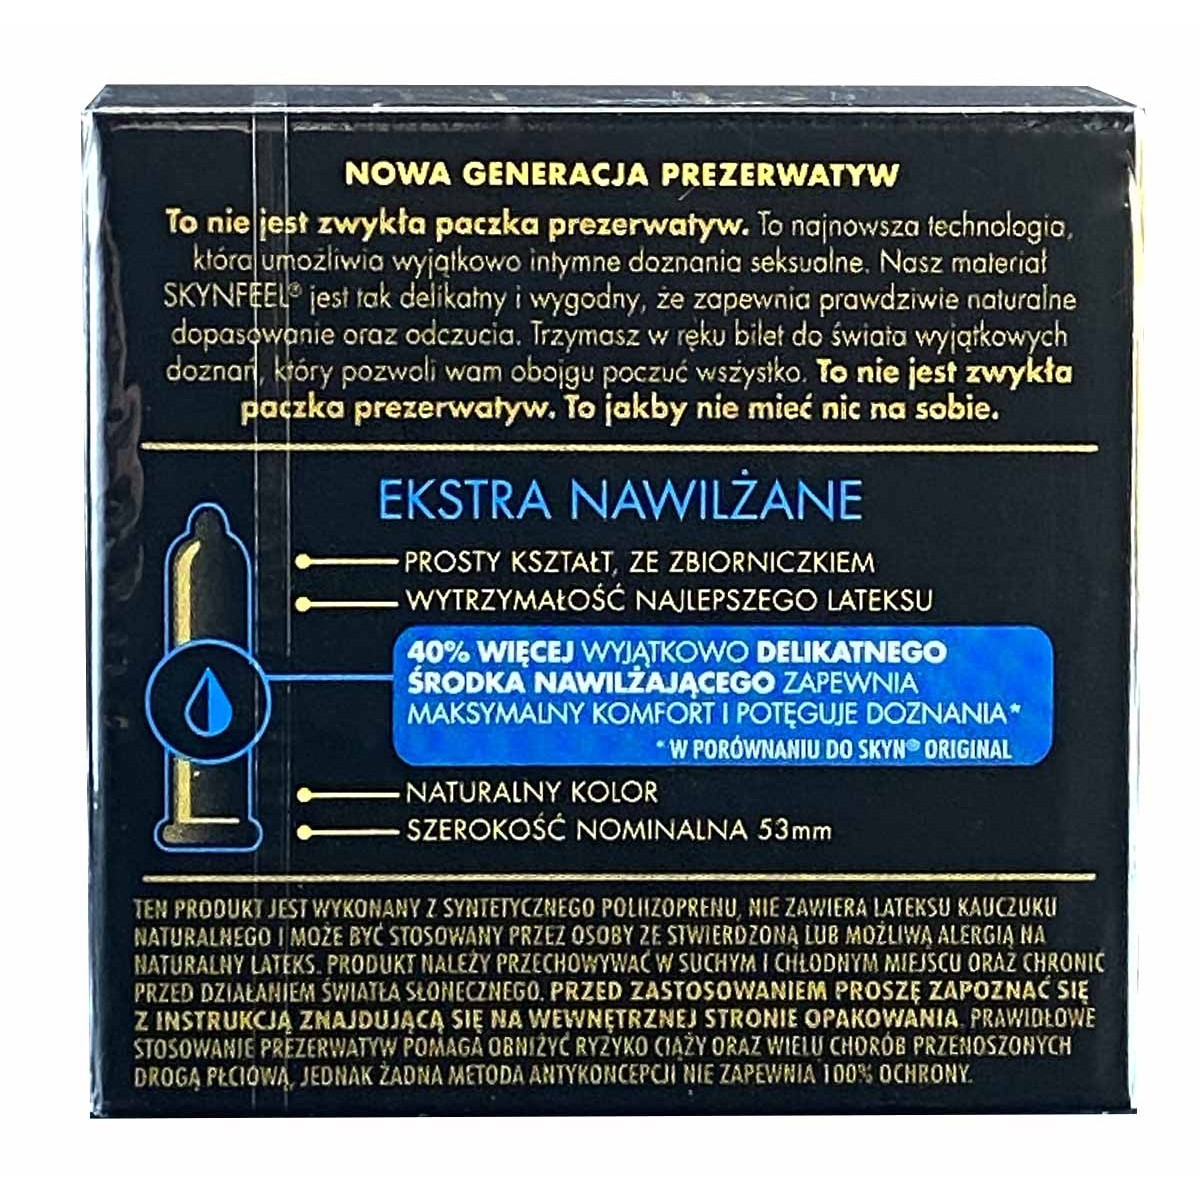 NOWA GENERACJA PREZERWATYW
To nie jest zwykła paczka prezerwatyw. To najnowsza technologia,
która umożliwia wyjątkowo intymne doznania seksualne. Nasz materiał
SKYNFEEL® jest tak delikatny i wygodny, że zapewnia prawdziwie naturalne
dopasowanie oraz odczucia. Trzymasz w ręku bilet do świata wyjątkowych
doznań, który pozwoli wam obojgu poczuć wszystko. To nie jest zwykła
paczka prezerwatyw. To jakby nie mieć nic na sobie.
EKSTRA NAWILŻANE
PROSTY KSZTAŁT, ZE ZBIORNICZKIEM
WYTRZYMAŁOŚĆ NAJLEPSZEGO LATEKSU
40% WIĘCEJ WYJĄTKOWO DELIKATNEGO
ŚRODKA NAWILŻAJĄCEGO ZAPEWNIA
MAKSYMALNY KOMFORT I POTĘGUJE DOZNANIA*
* W PORÓWNANIU DO SKYN® ORIGINAL
NATURALNY KOLOR
SZEROKOŚĆ NOMINALNA 53mm
TEN PRODUKT JEST WYKONANY Z SYNTETYCZNEGO POLIIZOPRENU, NIE ZAWIERA LATEKSU KAUCZUKU
NATURALNEGO I MOŻE BYĆ STOSOWANY PRZEZ OSOBY ZE STWIERDZONĄ LUB MOŻLIWĄ ALERGIĄ NA
NATURALNY LATEKS. PRODUKT NALEŻY PRZECHOWYWAĆ W SUCHYM I CHŁODNYM MIEJSCU ORAZ CHRONIĆ
PRZED DZIAŁANIEM ŚWIATŁA SŁONECZNEGO. PRZED ZASTOSOWANIEM PROSZĘ ZAPOZNAĆ SIĘ
Z INSTRUKCJĄ ZNAJDUJĄCĄ SIĘ NA WEWNĘTRZNEJ STRONIE OPAKOWANIA. PRAWIDŁOWE
STOSOWANIE PREZERWATYW POMAGA OBNIŻYĆ RYZYKO CIĄŻY ORAZ WIELU CHORÓB PRZENOSZONYCH
DROGĄ PŁCIOWĄ, JEDNAK ŻADNA METODA ANTYKONCEPCJI NIE ZAPEWNIA 100% OCHRONY.